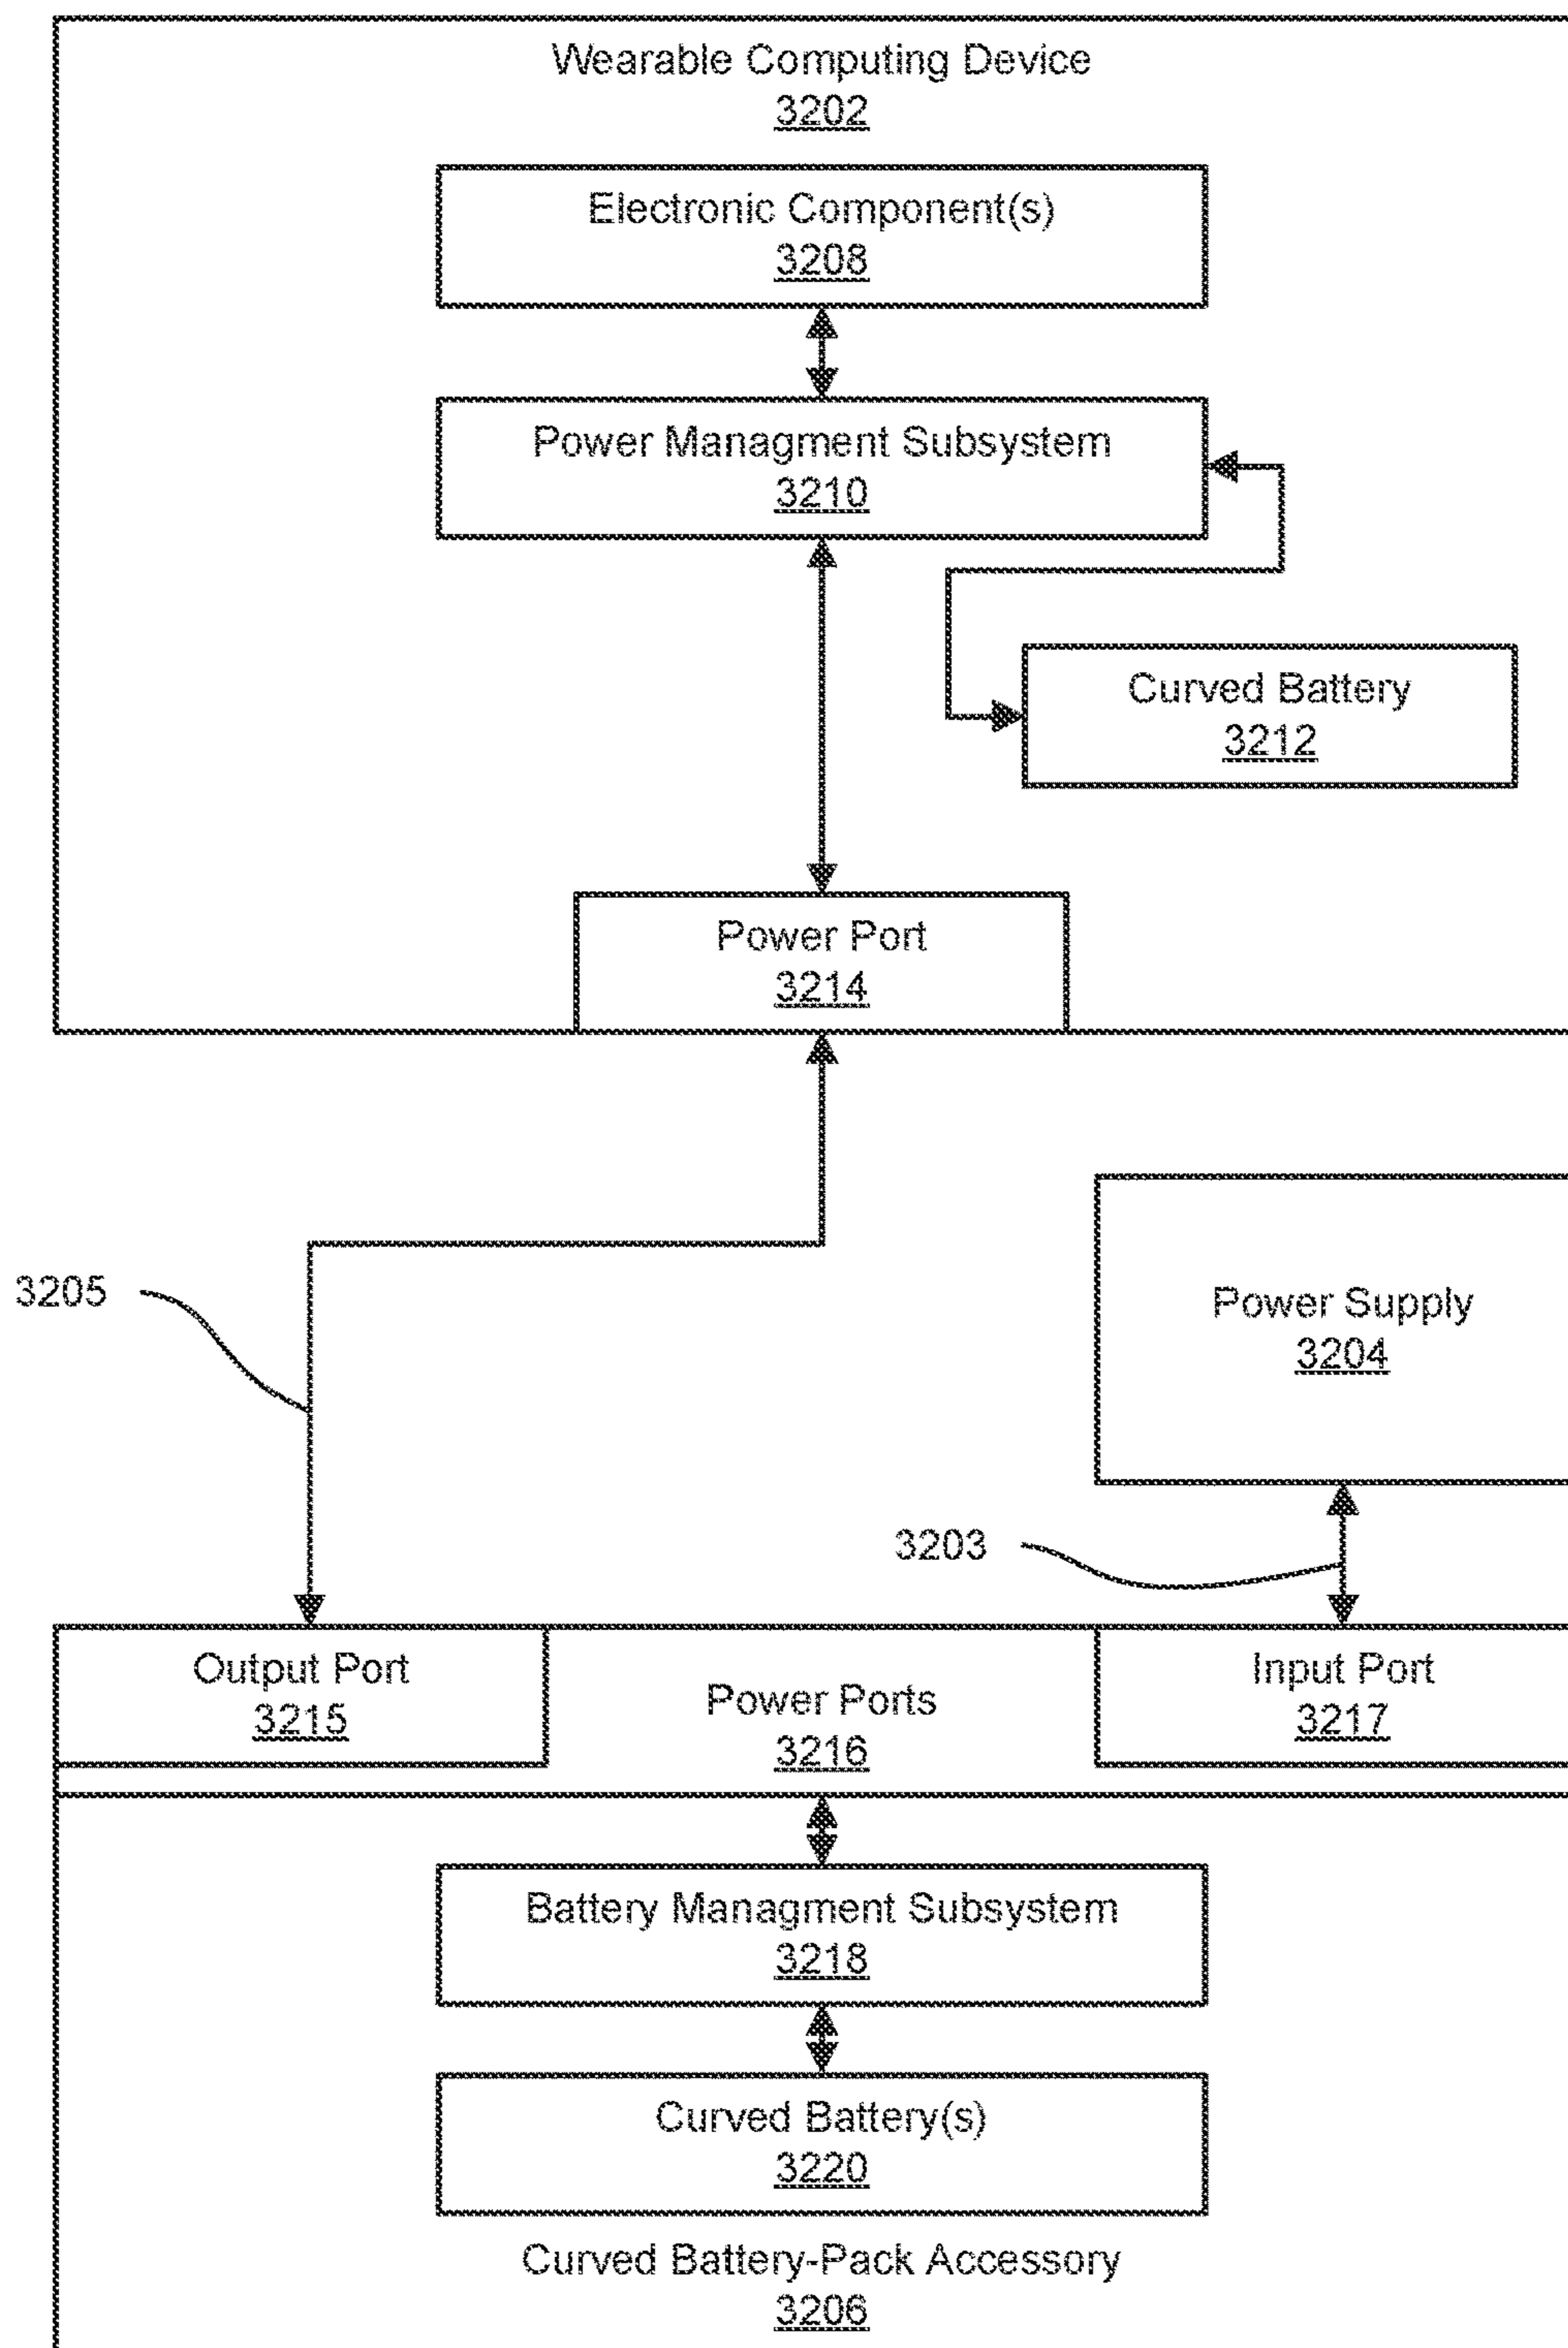 Wearable Computing Device
3202
Electronic Component(s)
3208
Power Managment Subsystem
3210
Curved Battery
3212
Power Port
3214
3205
Power Supply
3204
3203
Output Port
3215
Power Ports
3216
Input Port
3217
Battery Managment Subsystem
3218
Curved Battery(s)
3220
Curved Battery-Pack Accessory
3206